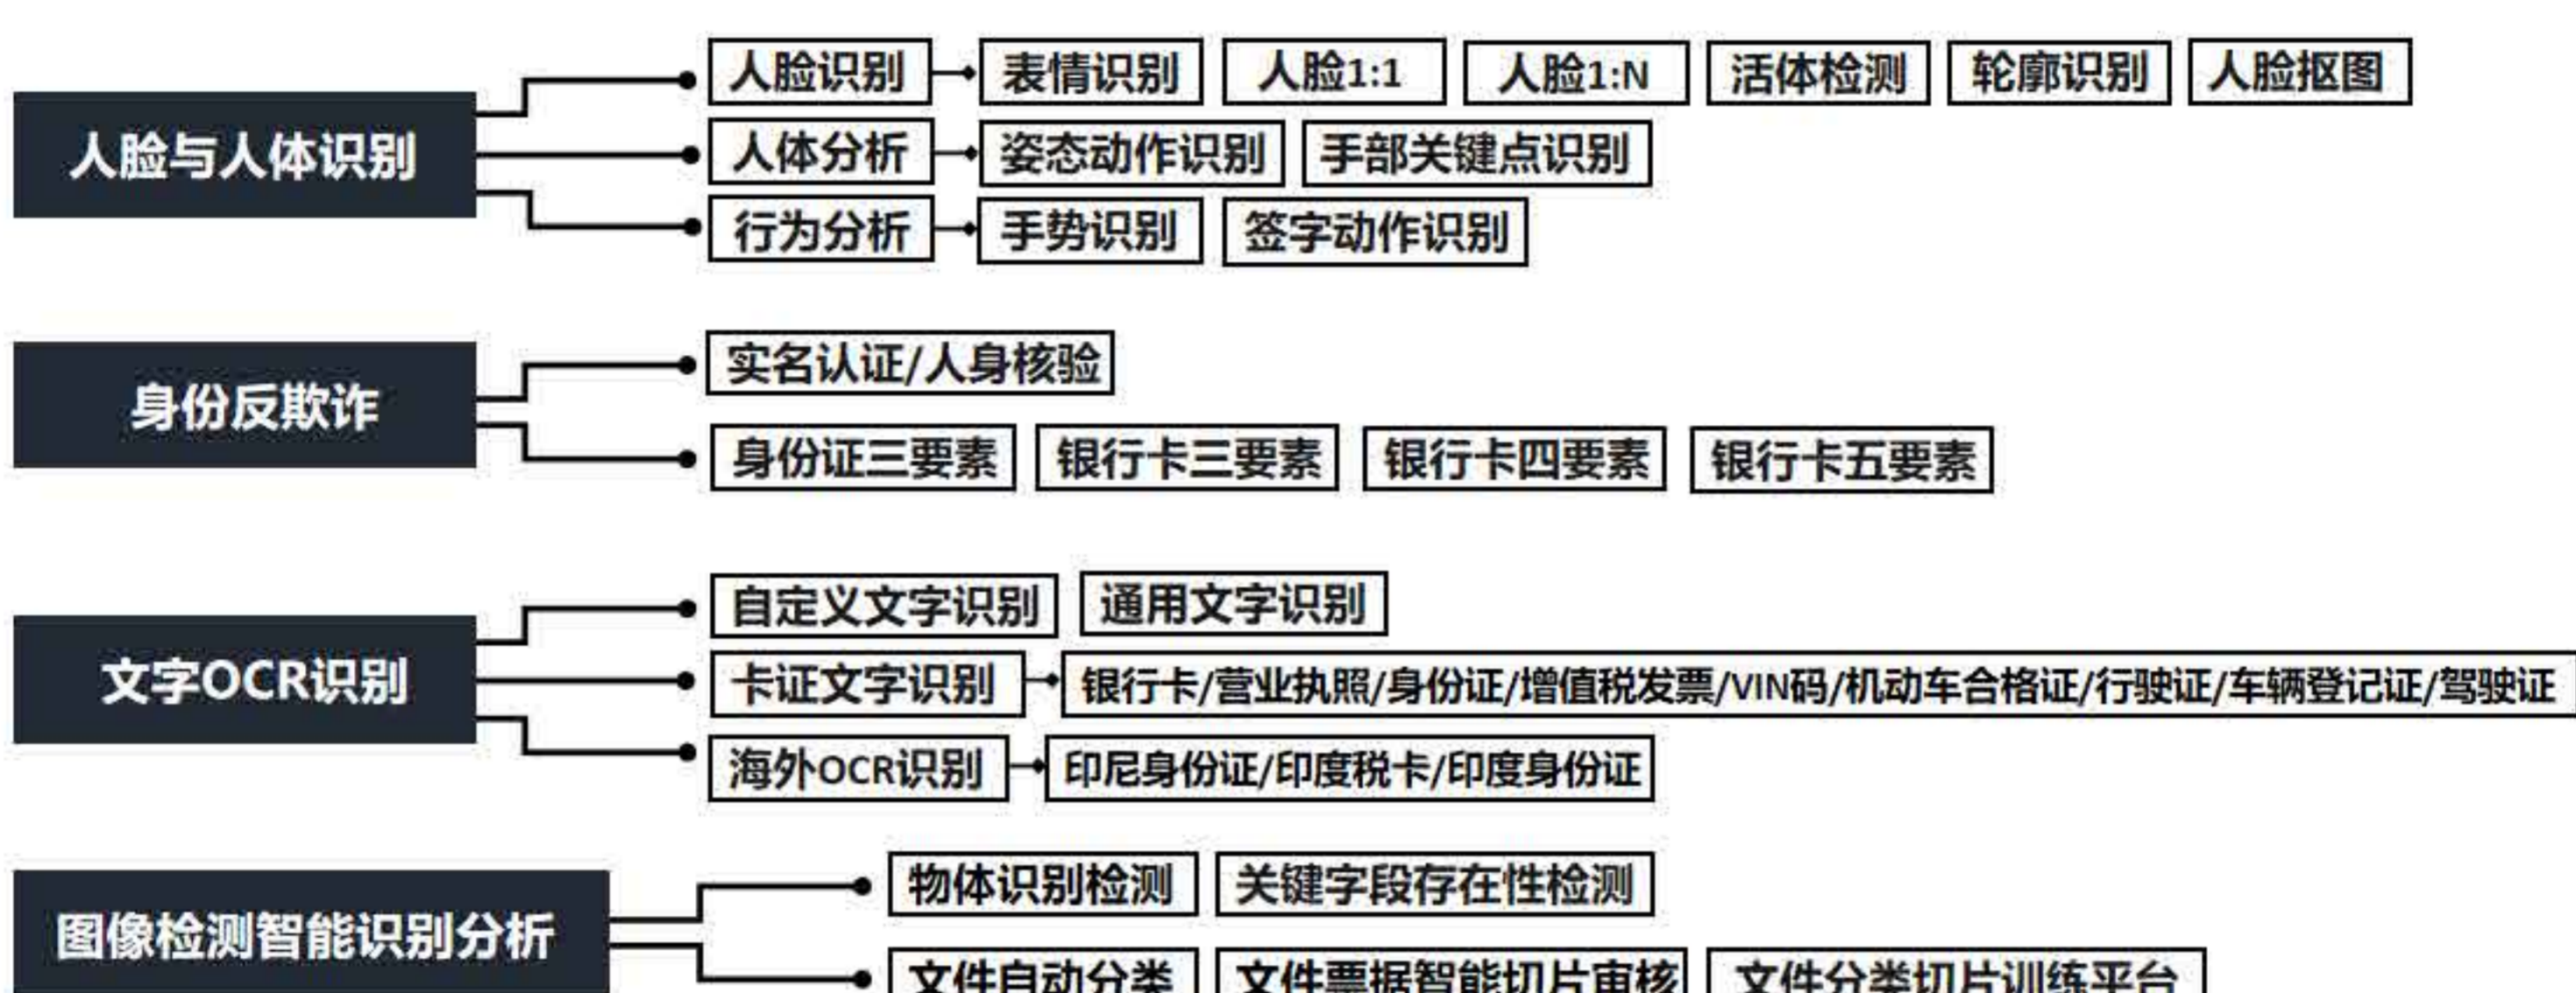 人脸与人体识别
人脸识别 表情识别 人脸1:1 人脸1:N 活体检测 轮廓识别 人脸抠图
人体分析 姿态动作识别 手部关键点识别
行为分析 手势识别 签字动作识别
身份反欺诈
实名认证/人身核验
身份证三要素 银行卡三要素 银行卡四要素 银行卡五要素
文字OCR识别
自定义文字识别 通用文字识别
卡证文字识别 银行卡/营业执照/身份证/增值税发票/VIN码/机动车合格证/行驶证/车辆登记证/驾驶证
海外OCR识别 印尼身份证/印度税卡/印度身份证
图像检测智能识别分析
物体识别检测 关键字段存在性检测
文件自动分类 文件票据智能切片审核 文件分类切片训练平台